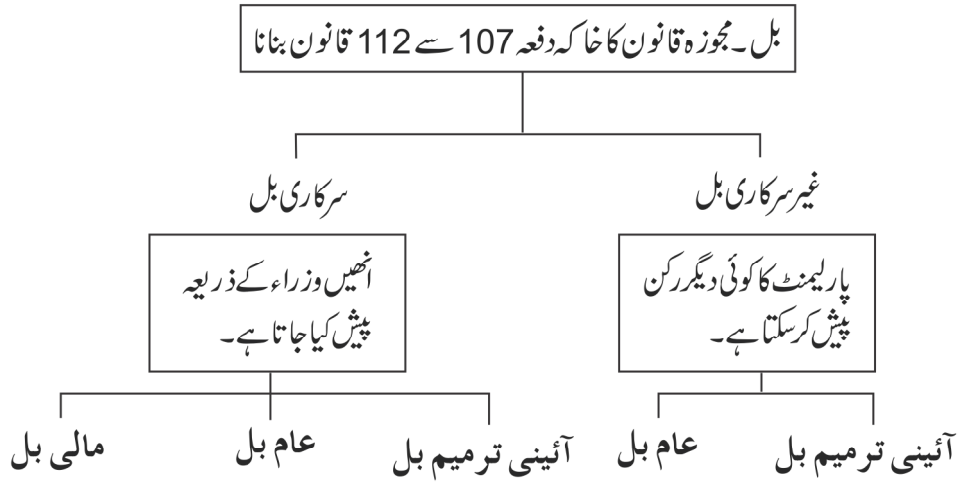 بل۔ مجوزہ قانون کا خاکہ دفعہ 107 سے 112 قانون بنانا
غیر سرکاری بل
سرکاری بل
پارلیمنٹ کا کوئی دیگر رکن
پیش کرسکتا ہے۔
انھیں وزراء کے ذریعہ
پیش کیا جاتا ہے۔
آئینی ترمیم بل
عام بل
آئینی ترمیم بل
عام بل
مالی بل